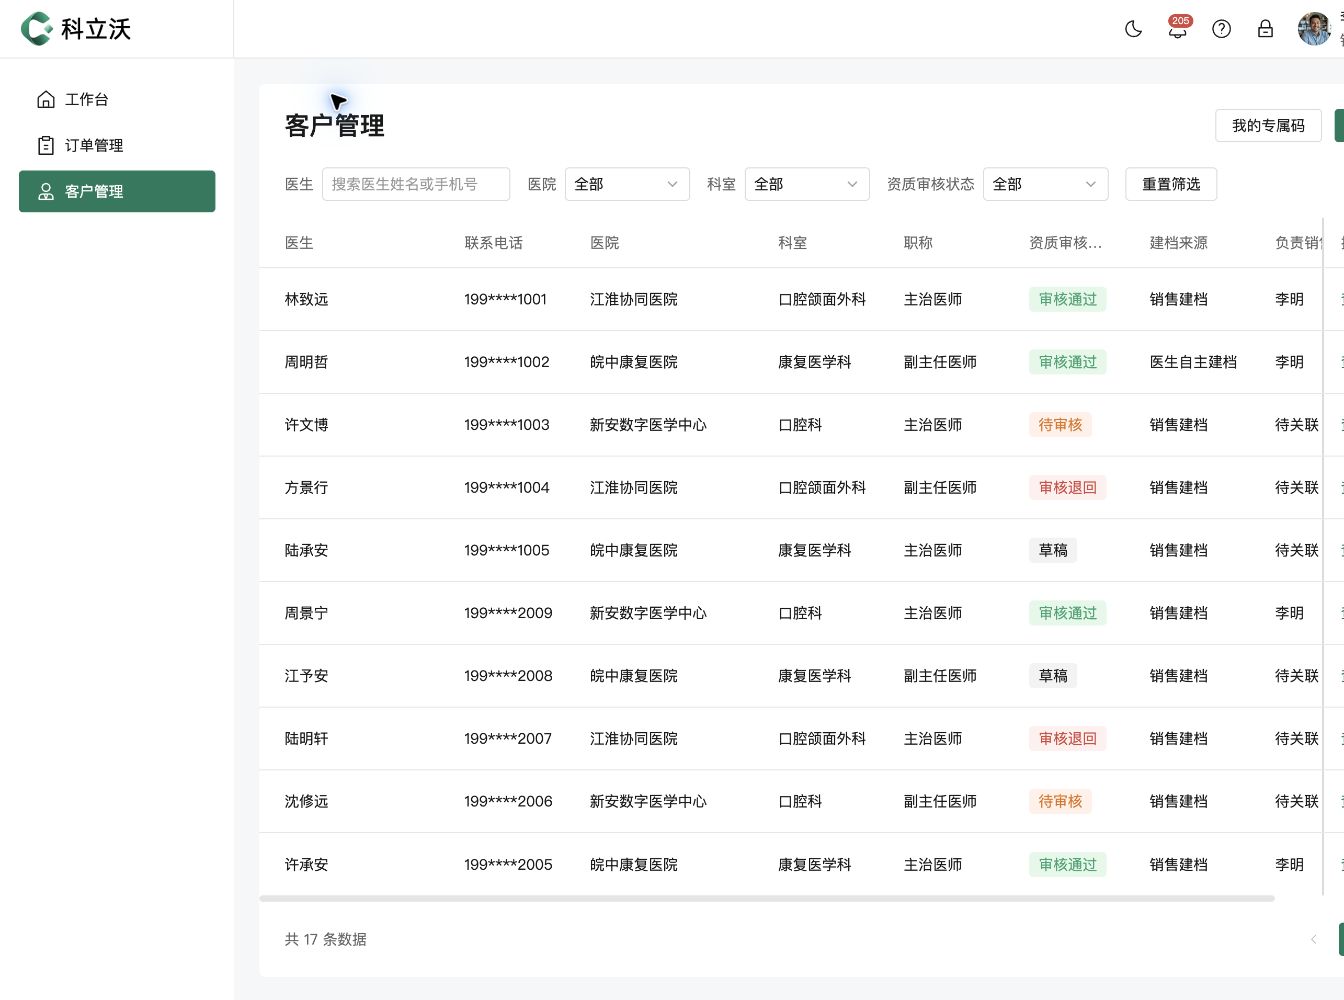 科立沃
205
工作台
订单管理
客户管理
客户管理
我的专属码
医生 搜索医生姓名或手机号 医院 全部 科室 全部 资质审核状态 全部 重置筛选
医生 联系电话 医院 科室 职称 资质审核... 建档来源 负责销
林致远 199****1001 江淮协同医院 口腔颌面外科 主治医师 审核通过 销售建档 李明
周明哲 199****1002 皖中康复医院 康复医学科 副主任医师 审核通过 医生自主建档 李明
许文博 199****1003 新安数字医学中心 口腔科 主治医师 待审核 销售建档 待关联
方景行 199****1004 江淮协同医院 口腔颌面外科 副主任医师 审核退回 销售建档 待关联
陆承安 199****1005 皖中康复医院 康复医学科 主治医师 草稿 销售建档 待关联
周景宁 199****2009 新安数字医学中心 口腔科 主治医师 审核通过 销售建档 李明
江予安 199****2008 皖中康复医院 康复医学科 副主任医师 草稿 销售建档 待关联
陆明轩 199****2007 江淮协同医院 口腔颌面外科 主治医师 审核退回 销售建档 待关联
沈修远 199****2006 新安数字医学中心 口腔科 副主任医师 待审核 销售建档 待关联
许承安 199****2005 皖中康复医院 康复医学科 主治医师 审核通过 销售建档 李明
共 17 条数据